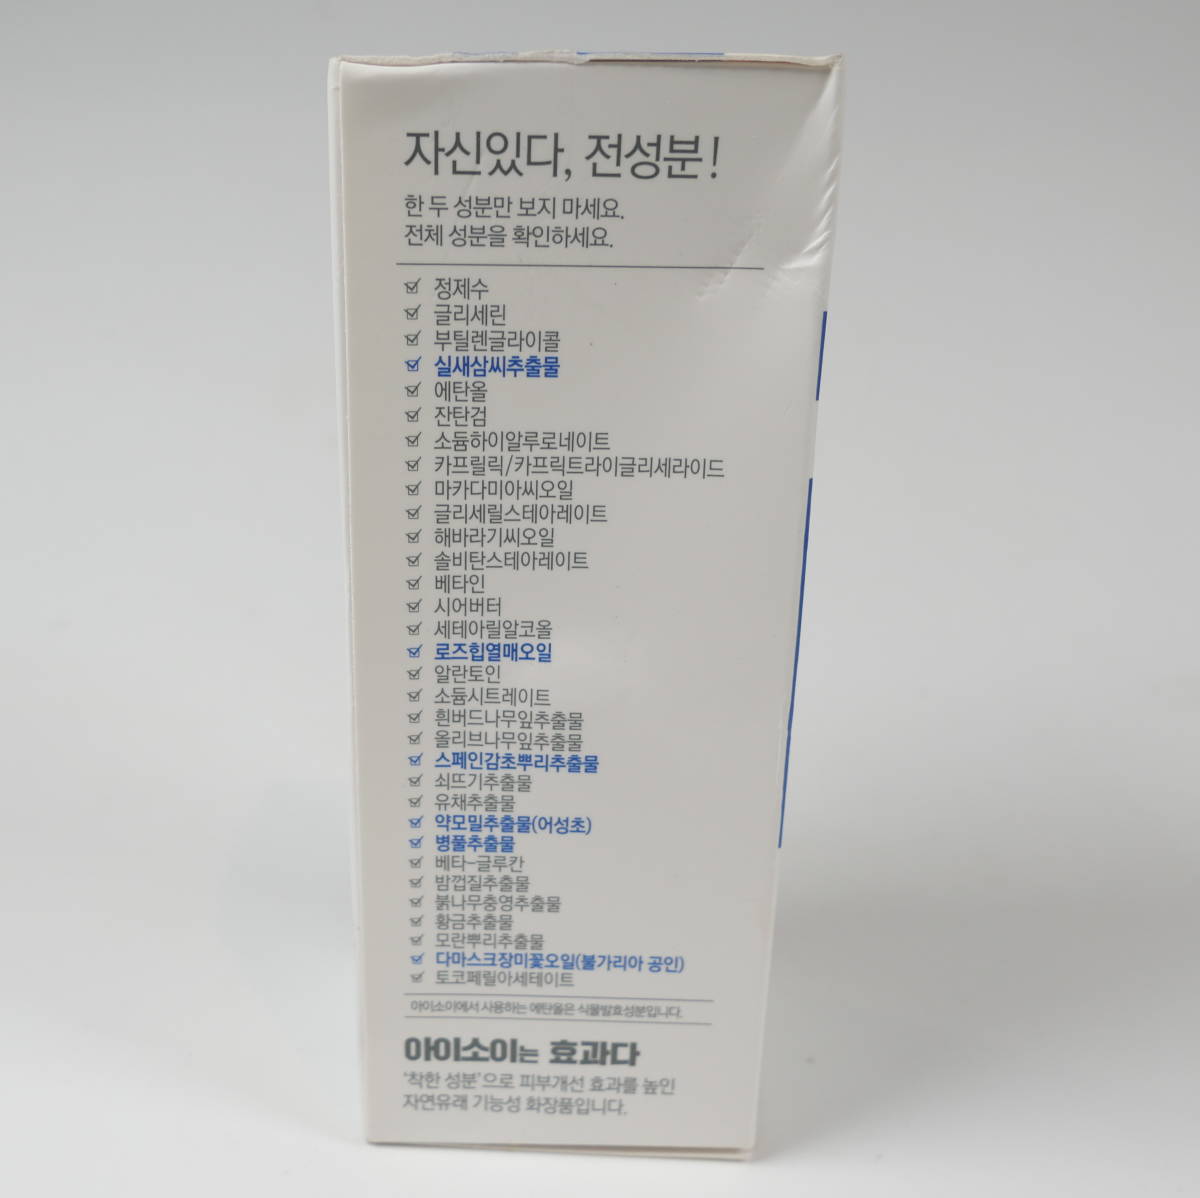 자신있다, 전성분!
한 두 성분만 보지 마세요.
전체 성분을 확인하세요.
정제수
글리세린
부틸렌글라이콜
실새삼씨추출물
에탄올
잔탄검
소듐하이알루로네이트
카프릴릭/카프릭트라이글리세라이드
마카다미아씨오일
글리세릴스테아레이트
해바라기씨오일
솔비탄스테아레이트
베타인
시어버터
세테아릴알코올
로즈힙열매오일
알란토인
소듐시트레이트
흰버드나무잎추출물
올리브나무잎추출물
스페인감초뿌리추출물
쇠뜨기추출물
유채추출물
약모밀추출물(어성초)
병풀추출물
베타-글루칸
밤껍질추출물
붉나무충영추출물
황금추출물
모란뿌리추출물
다마스크장미꽃오일(불가리아 공인)
토코페릴아세테이트
아이소이에서 사용하는 에탄올은 식물발효성분입니다.
아이소이는 효과다
'착한 성분'으로 피부개선 효과를 높인
자연유래 기능성 화장품입니다.